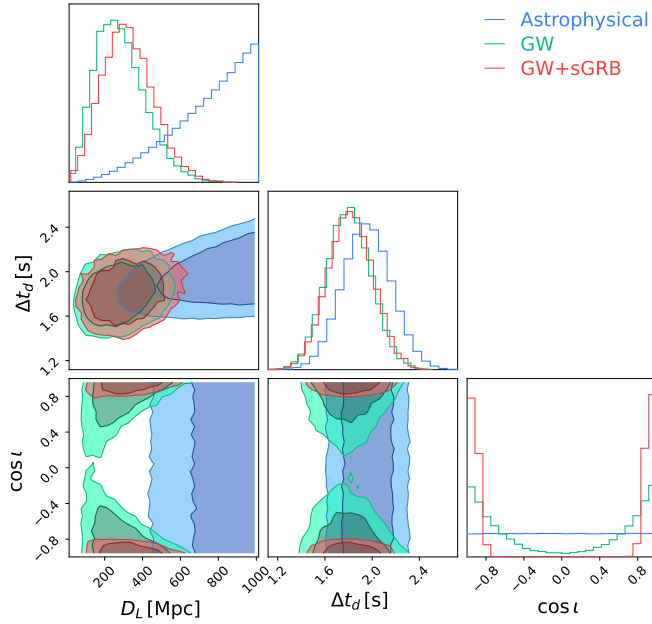 Astrophysical
GW
GW+sGRB
Δt_d [s]
2.4
2.0
1.6
1.2
cos ι
0.8
0.4
0.0
−0.4
−0.8
200
400
600
800
1000
D_L [Mpc]
1.2
1.6
2.0
2.4
Δt_d [s]
−0.8
−0.4
0.0
0.4
0.8
cos ι